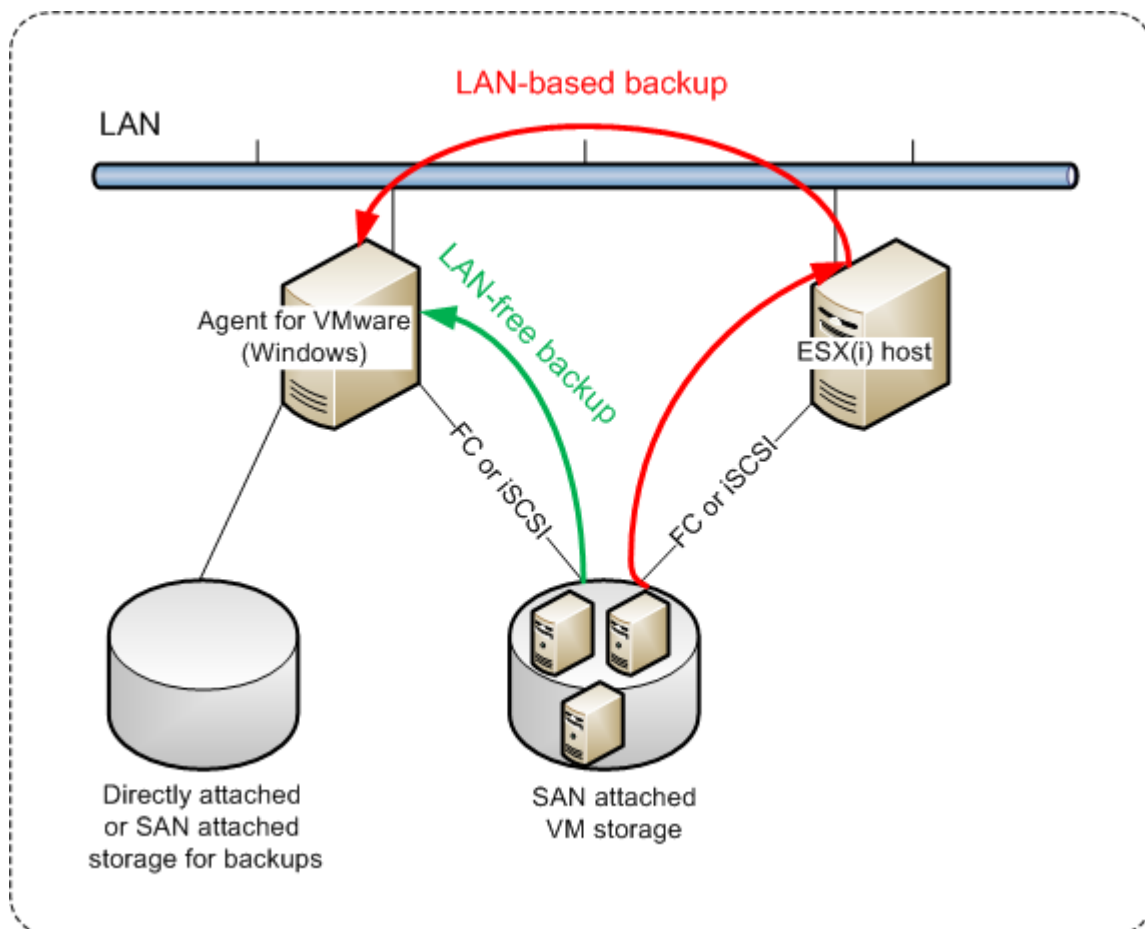 LAN-based backup
LAN
LAN-free backup
Agent for VMware
(Windows)
ESX(i) host
FC or iSCSI
FC or iSCSI
Directly attached
or SAN attached
storage for backups
SAN attached
VM storage